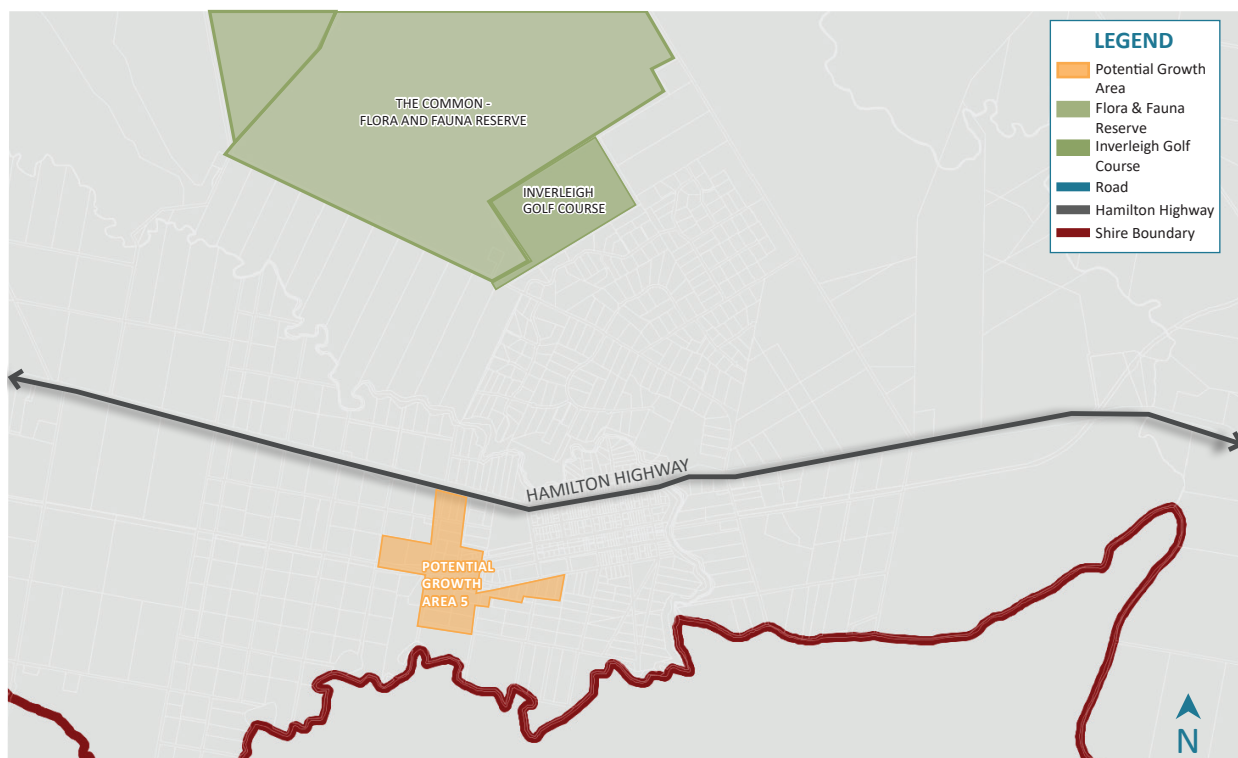 THE COMMON -
FLORA AND FAUNA RESERVE
INVERLEIGH
GOLF COURSE
LEGEND
Potential Growth
Area
Flora & Fauna
Reserve
Inverleigh Golf
Course
Road
Hamilton Highway
Shire Boundary
HAMILTON HIGHWAY
POTENTIAL
GROWTH
AREA 5
N